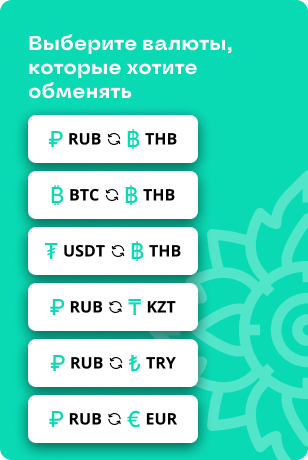 Выберите валюты,
которые хотите
обменять
₽ RUB ฿ THB
₿ BTC ฿ THB
₮ USDT ฿ THB
₽ RUB ₸ KZT
₽ RUB ₺ TRY
₽ RUB € EUR